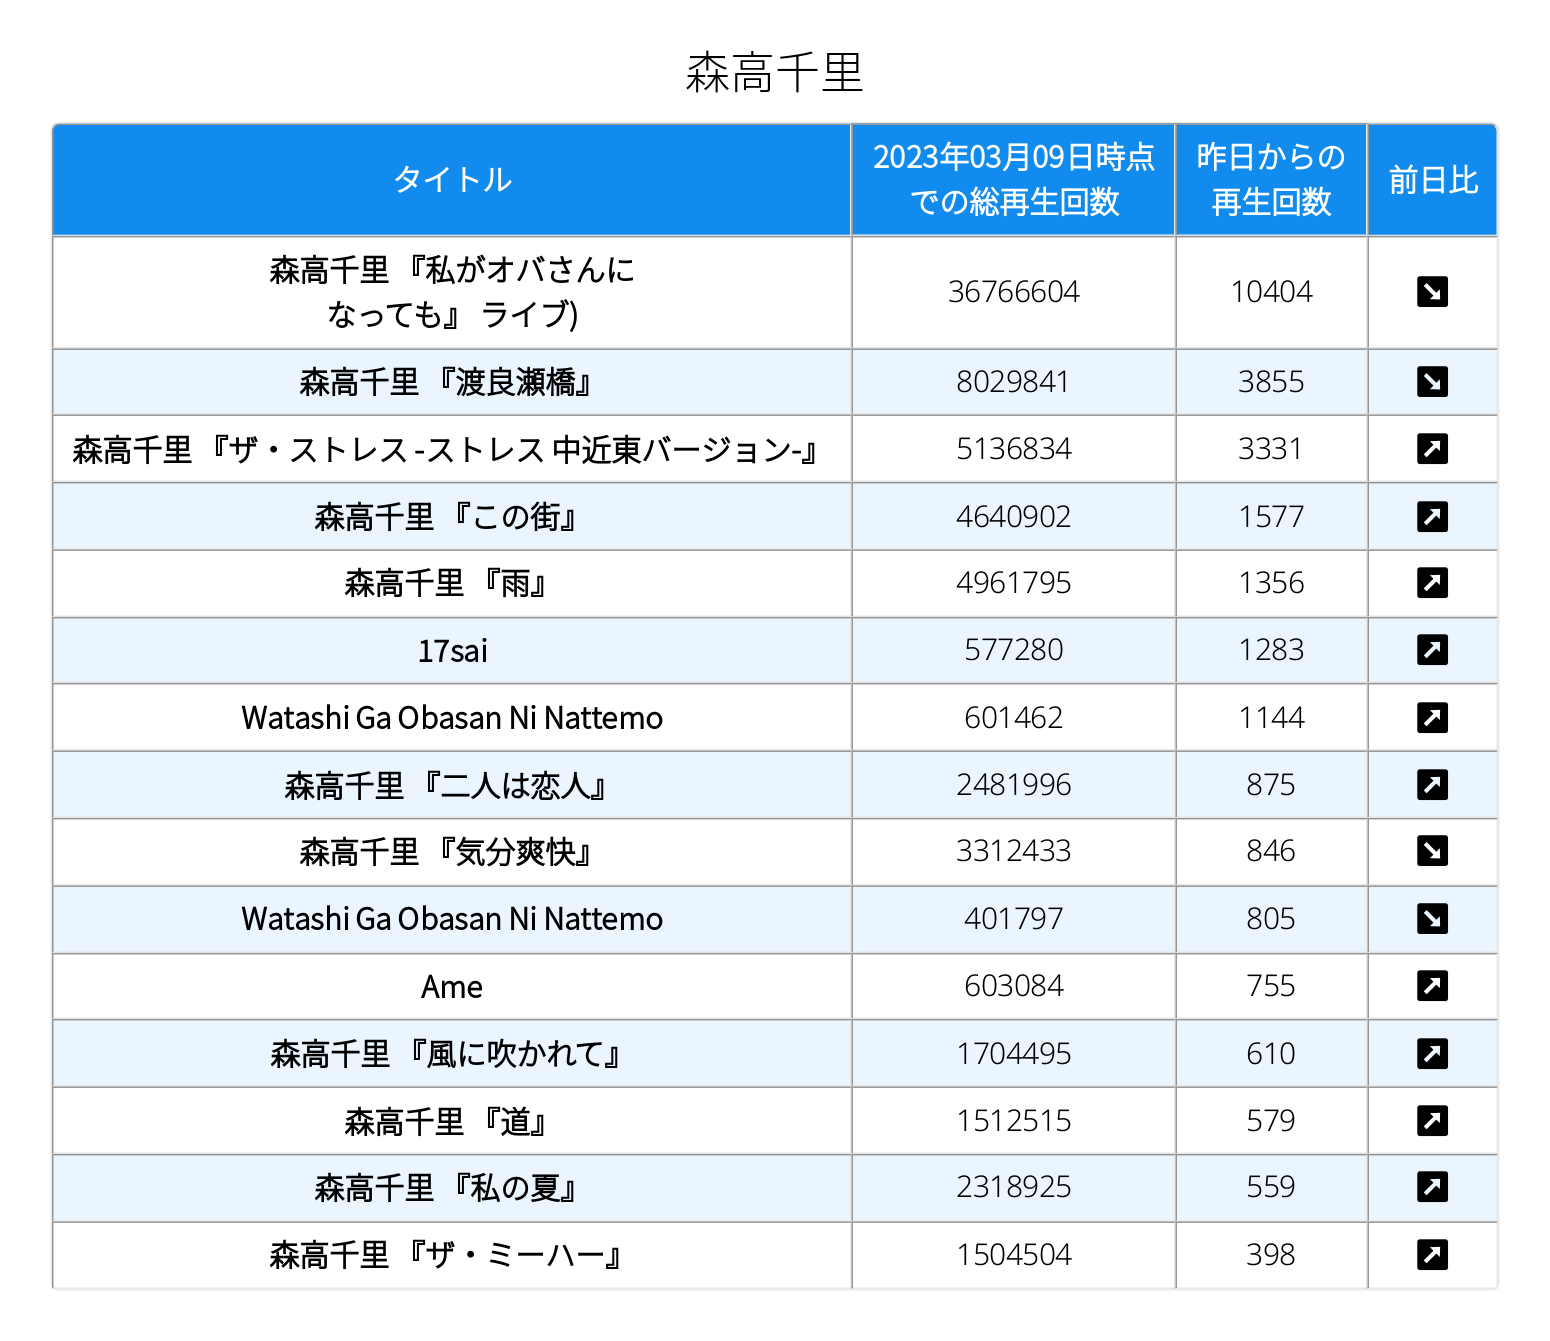 森高千里
タイトル
2023年03月09日時点
での総再生回数
昨日からの
再生回数
前日比
森高千里 『私がオバさんに
なっても』 ライブ)
36766604
10404
森高千里 『渡良瀬橋』
8029841
3855
森高千里 『ザ・ストレス -ストレス 中近東バージョン-』
5136834
3331
森高千里 『この街』
4640902
1577
森高千里 『雨』
4961795
1356
17sai
577280
1283
Watashi Ga Obasan Ni Nattemo
601462
1144
森高千里 『二人は恋人』
2481996
875
森高千里 『気分爽快』
3312433
846
Watashi Ga Obasan Ni Nattemo
401797
805
Ame
603084
755
森高千里 『風に吹かれて』
1704495
610
森高千里 『道』
1512515
579
森高千里 『私の夏』
2318925
559
森高千里 『ザ・ミーハー』
1504504
398